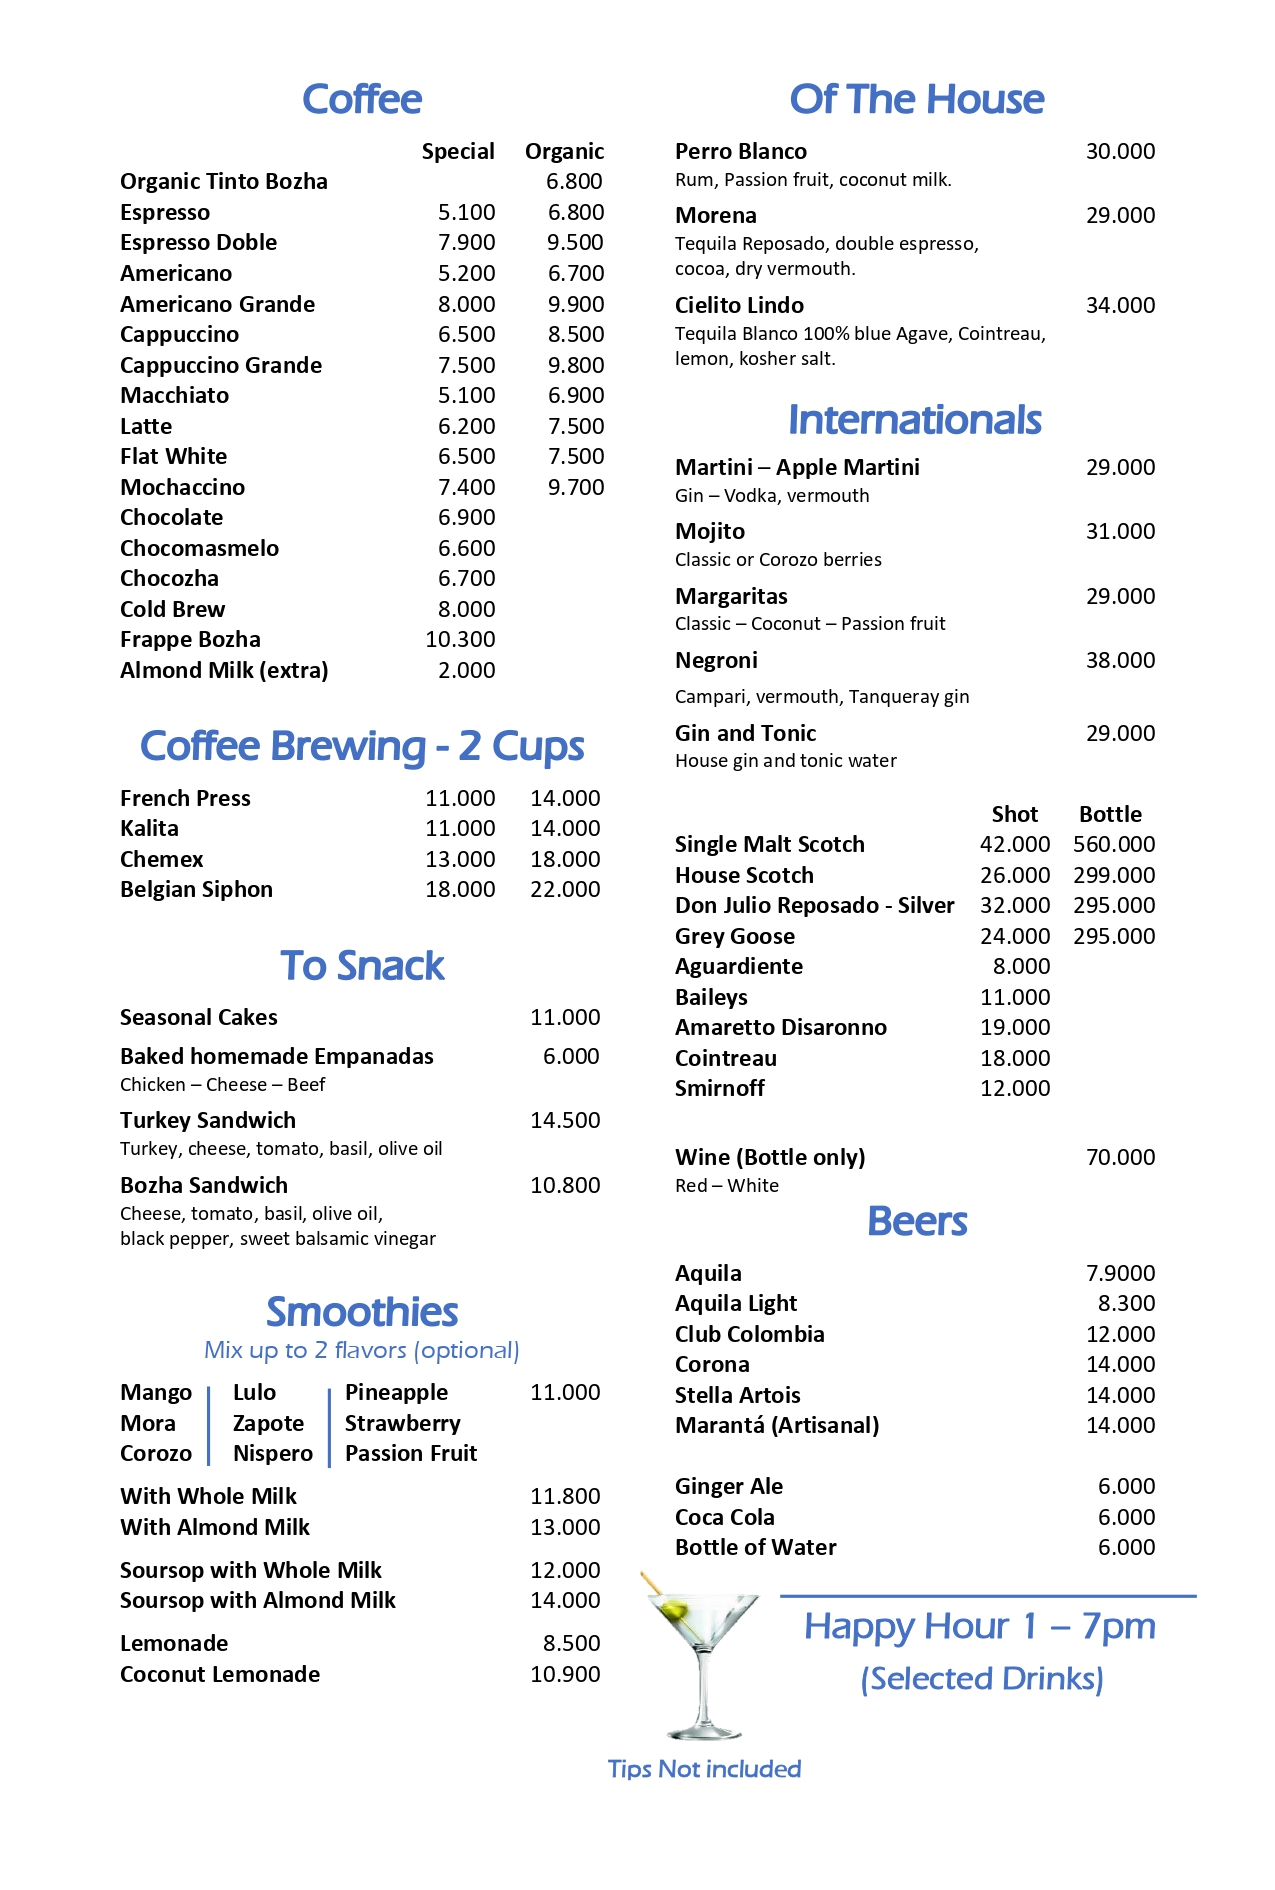 Coffee
Special Organic
Organic Tinto Bozha 6.800
Espresso 5.100 6.800
Espresso Doble 7.900 9.500
Americano 5.200 6.700
Americano Grande 8.000 9.900
Cappuccino 6.500 8.500
Cappuccino Grande 7.500 9.800
Macchiato 5.100 6.900
Latte 6.200 7.500
Flat White 6.500 7.500
Mochaccino 7.400 9.700
Chocolate 6.900
Chocomasmelo 6.600
Chocozha 6.700
Cold Brew 8.000
Frappe Bozha 10.300
Almond Milk (extra) 2.000
Coffee Brewing - 2 Cups
French Press 11.000 14.000
Kalita 11.000 14.000
Chemex 13.000 18.000
Belgian Siphon 18.000 22.000
To Snack
Seasonal Cakes 11.000
Baked homemade Empanadas 6.000
Chicken – Cheese – Beef
Turkey Sandwich 14.500
Turkey, cheese, tomato, basil, olive oil
Bozha Sandwich 10.800
Cheese, tomato, basil, olive oil,
black pepper, sweet balsamic vinegar
Smoothies
Mix up to 2 flavors (optional)
Mango Lulo Pineapple 11.000
Mora Zapote Strawberry
Corozo Nispero Passion Fruit
With Whole Milk 11.800
With Almond Milk 13.000
Soursop with Whole Milk 12.000
Soursop with Almond Milk 14.000
Lemonade 8.500
Coconut Lemonade 10.900
Of The House
Perro Blanco 30.000
Rum, Passion fruit, coconut milk.
Morena 29.000
Tequila Reposado, double espresso,
cocoa, dry vermouth.
Cielito Lindo 34.000
Tequila Blanco 100% blue Agave, Cointreau,
lemon, kosher salt.
Internationals
Martini – Apple Martini 29.000
Gin – Vodka, vermouth
Mojito 31.000
Classic or Corozo berries
Margaritas 29.000
Classic – Coconut – Passion fruit
Negroni 38.000
Campari, vermouth, Tanqueray gin
Gin and Tonic 29.000
House gin and tonic water
Shot Bottle
Single Malt Scotch 42.000 560.000
House Scotch 26.000 299.000
Don Julio Reposado - Silver 32.000 295.000
Grey Goose 24.000 295.000
Aguardiente 8.000
Baileys 11.000
Amaretto Disaronno 19.000
Cointreau 18.000
Smirnoff 12.000
Wine (Bottle only) 70.000
Red – White
Beers
Aquila 7.9000
Aquila Light 8.300
Club Colombia 12.000
Corona 14.000
Stella Artois 14.000
Marantá (Artisanal) 14.000
Ginger Ale 6.000
Coca Cola 6.000
Bottle of Water 6.000
Happy Hour 1 – 7pm
(Selected Drinks)
Tips Not included